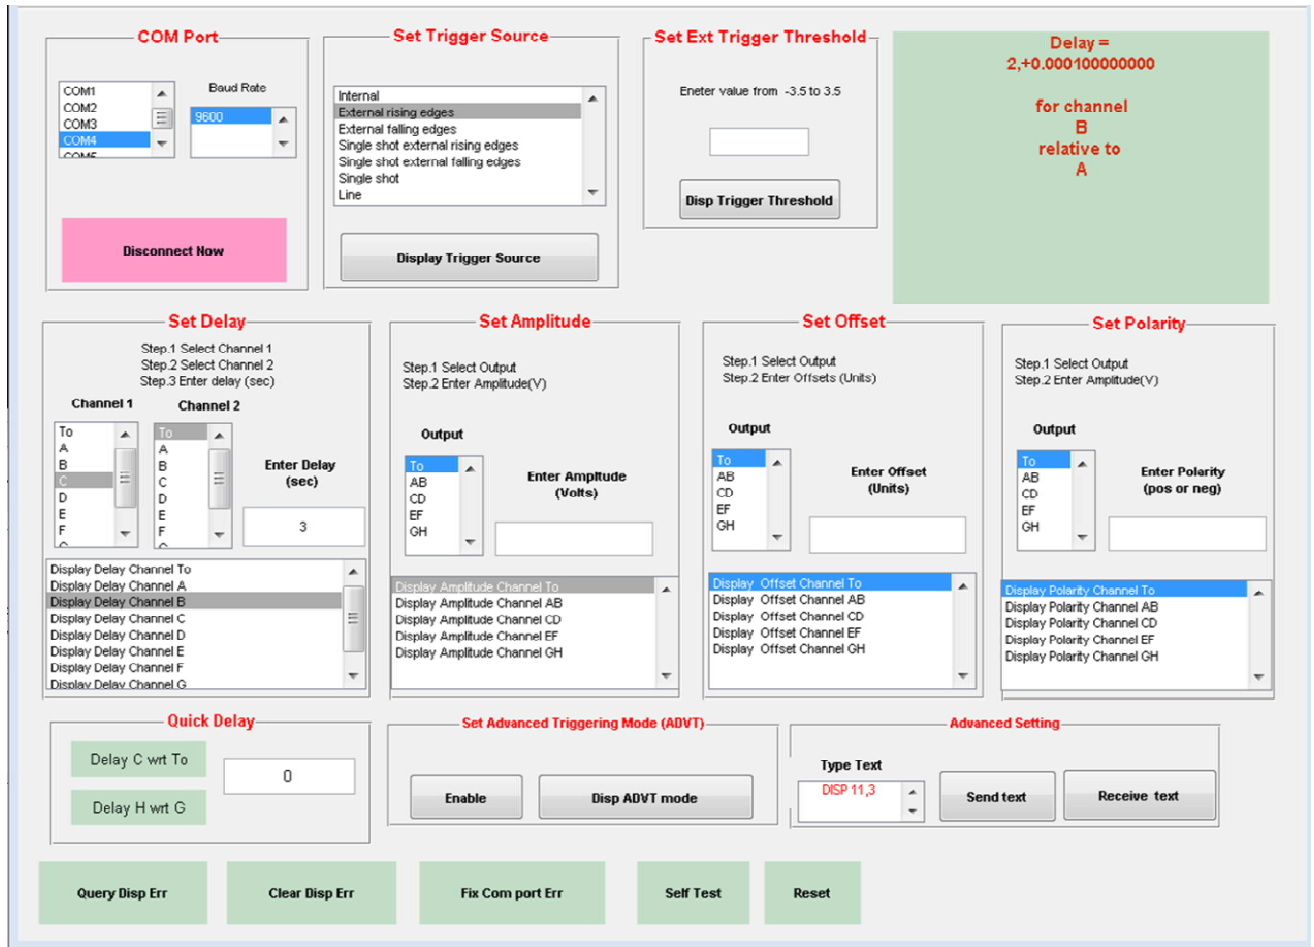 COM Port
COM1
COM2
COM3
COM4
COM5
Baud Rate
9600
Disconnect Now
Set Trigger Source
Internal
External rising edges
External falling edges
Single shot external rising edges
Single shot external falling edges
Single shot
Line
Display Trigger Source
Set Ext Trigger Threshold
Eneter value from -3.5 to 3.5
Disp Trigger Threshold
Delay =
2,+0.000100000000
for channel
B
relative to
A
Set Delay
Step.1 Select Channel 1
Step.2 Select Channel 2
Step.3 Enter delay (sec)
Channel 1
To
A
B
C
D
E
F
G
Channel 2
To
A
B
C
D
E
F
Enter Delay
(sec)
3
Display Delay Channel To
Display Delay Channel A
Display Delay Channel B
Display Delay Channel C
Display Delay Channel D
Display Delay Channel E
Display Delay Channel F
Display Delay Channel G
Set Amplitude
Step.1 Select Output
Step.2 Enter Amplitude(V)
Output
To
AB
CD
EF
GH
Enter Ampltude
(Volts)
Display Amplitude Channel To
Display Amplitude Channel AB
Display Amplitude Channel CD
Display Amplitude Channel EF
Display Amplitude Channel GH
Set Offset
Step.1 Select Output
Step.2 Enter Offsets (Units)
Output
To
AB
CD
EF
GH
Enter Offset
(Units)
Display Offset Channel To
Display Offset Channel AB
Display Offset Channel CD
Display Offset Channel EF
Display Offset Channel GH
Set Polarity
Step.1 Select Output
Step.2 Enter Amplitude(V)
Output
To
AB
CD
EF
GH
Enter Polarity
(pos or neg)
Display Polarity Channel To
Display Polarity Channel AB
Display Polarity Channel CD
Display Polarity Channel EF
Display Polarity Channel GH
Quick Delay
Delay C wrt To
0
Delay H wrt G
Set Advanced Triggering Mode (ADVT)
Enable
Disp ADVT mode
Advanced Setting
Type Text
DISP 11,3
Send text
Receive text
Query Disp Err
Clear Disp Err
Fix Com port Err
Self Test
Reset